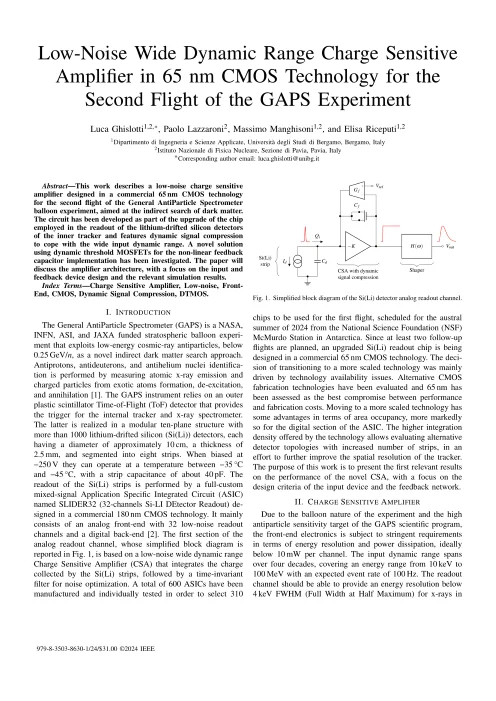 Low-Noise Wide Dynamic Range Charge Sensitive
Amplifier in 65 nm CMOS Technology for the
Second Flight of the GAPS Experiment
Luca Ghislotti1,2,*, Paolo Lazzaroni2, Massimo Manghisoni1,2, and Elisa Riceputi1,2
1Dipartimento di Ingegneria e Scienze Applicate, Università degli Studi di Bergamo, Bergamo, Italy
2Istituto Nazionale di Fisica Nucleare, Sezione di Pavia, Pavia, Italy
*Corresponding author email: luca.ghislotti@unibg.it
Abstract—This work describes a low-noise charge sensitive
amplifier designed in a commercial 65 nm CMOS technology
for the second flight of the General AntiParticle Spectrometer
balloon experiment, aimed at the indirect search of dark matter.
The circuit has been developed as part of the upgrade of the chip
employed in the readout of the lithium-drifted silicon detectors
of the inner tracker and features dynamic signal compression
to cope with the wide input dynamic range. A novel solution
using dynamic threshold MOSFETs for the non-linear feedback
capacitor implementation has been investigated. The paper will
discuss the amplifier architecture, with a focus on the input and
feedback device design and the relevant simulation results.
Index Terms—Charge Sensitive Amplifier, Low-noise, Front-
End, CMOS, Dynamic Signal Compression, DTMOS.
I. INTRODUCTION
The General AntiParticle Spectrometer (GAPS) is a NASA,
INFN, ASI, and JAXA funded stratospheric balloon experi-
ment that exploits low-energy cosmic-ray antiparticles, below
0.25 GeV/n, as a novel indirect dark matter search approach.
Antiprotons, antideuterons, and antihelium nuclei identifica-
tion is performed by measuring atomic x-ray emission and
charged particles from exotic atoms formation, de-excitation,
and annihilation [1]. The GAPS instrument relies on an outer
plastic scintillator Time-of-Flight (ToF) detector that provides
the trigger for the internal tracker and x-ray spectrometer.
The latter is realized in a modular ten-plane structure with
more than 1000 lithium-drifted silicon (Si(Li)) detectors, each
having a diameter of approximately 10 cm, a thickness of
2.5 mm, and segmented into eight strips. When biased at
−250 V they can operate at a temperature between −35 °C
and −45 °C, with a strip capacitance of about 40 pF. The
readout of the Si(Li) strips is performed by a full-custom
mixed-signal Application Specific Integrated Circuit (ASIC)
named SLIDER32 (32-channels Si-LI DEtector Readout) de-
signed in a commercial 180 nm CMOS technology. It mainly
consists of an analog front-end with 32 low-noise readout
channels and a digital back-end [2]. The first section of the
analog readout channel, whose simplified block diagram is
reported in Fig. 1, is based on a low-noise wide dynamic range
Charge Sensitive Amplifier (CSA) that integrates the charge
collected by the Si(Li) strips, followed by a time-invariant
filter for noise optimization. A total of 600 ASICs have been
manufactured and individually tested in order to select 310
Gf
Vref
Cf
Qi
Si(Li)
strip
Id
Cd
−K
H(ω)
Vout
CSA with dynamic
signal compression
Shaper
Fig. 1. Simplified block diagram of the Si(Li) detector analog readout channel.
chips to be used for the first flight, scheduled for the austral
summer of 2024 from the National Science Foundation (NSF)
McMurdo Station in Antarctica. Since at least two follow-up
flights are planned, an upgraded Si(Li) readout chip is being
designed in a commercial 65 nm CMOS technology. The deci-
sion of transitioning to a more scaled technology was mainly
driven by technology availability issues. Alternative CMOS
fabrication technologies have been evaluated and 65 nm has
been assessed as the best compromise between performance
and fabrication costs. Moving to a more scaled technology has
some advantages in terms of area occupancy, more markedly
so for the digital section of the ASIC. The higher integration
density offered by the technology allows evaluating alternative
detector topologies with increased number of strips, in an
effort to further improve the spatial resolution of the tracker.
The purpose of this work is to present the first relevant results
on the performance of the novel CSA, with a focus on the
design criteria of the input device and the feedback network.
II. CHARGE SENSITIVE AMPLIFIER
Due to the balloon nature of the experiment and the high
antiparticle sensitivity target of the GAPS scientific program,
the front-end electronics is subject to stringent requirements
in terms of energy resolution and power dissipation, ideally
below 10 mW per channel. The input dynamic range spans
over four decades, covering an energy range from 10 keV to
100 MeV with an expected event rate of 100 Hz. The readout
channel should be able to provide an energy resolution below
4 keV FWHM (Full Width at Half Maximum) for x-rays in
979-8-3503-8630-1/24/$31.00 ©2024 IEEE